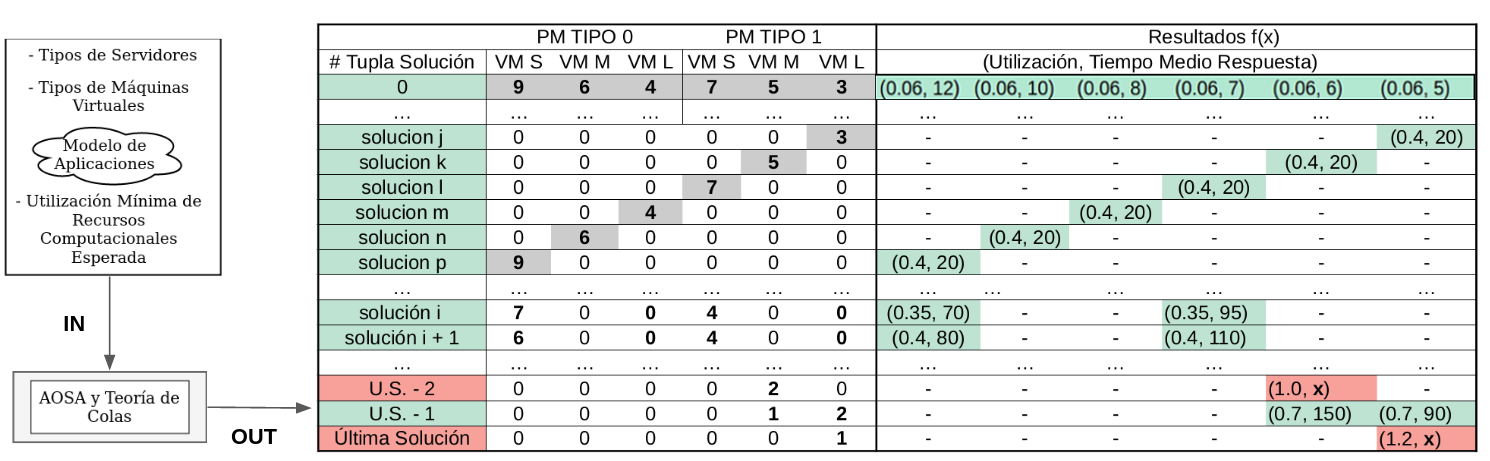 - Tipos de Servidores
- Tipos de Máquinas
Virtuales
Modelo de
Aplicaciones
- Utilización Mínima de
Recursos
Computacionales
Esperada
IN
AOSA y Teoría de
Colas
OUT
PM TIPO 0 PM TIPO 1 Resultados f(x)
# Tupla Solución VM S VM M VM L VM S VM M VM L (Utilización, Tiempo Medio Respuesta)
0 9 6 4 7 5 3 (0.06, 12) (0.06, 10) (0.06, 8) (0.06, 7) (0.06, 6) (0.06, 5)
... ... ... ... ... ... ... ... ... ... ... ... ...
solucion j 0 0 0 0 0 3 - - - - - (0.4, 20)
solucion k 0 0 0 0 5 0 - - - - (0.4, 20) -
solucion l 0 0 0 7 0 0 - - - (0.4, 20) - -
solucion m 0 0 4 0 0 0 - - (0.4, 20) - - -
solucion n 0 6 0 0 0 0 - (0.4, 20) - - - -
solucion p 9 0 0 0 0 0 (0.4, 20) - - - - -
... ... ... ... ... ... ... ... ... ... ... ... ...
solución i 7 0 0 4 0 0 (0.35, 70) - - (0.35, 95) - -
solución i + 1 6 0 0 4 0 0 (0.4, 80) - - (0.4, 110) - -
... ... ... ... ... ... ... ... ... ... ... ... ...
U.S. - 2 0 0 0 0 2 0 - - - - (1.0, x) -
U.S. - 1 0 0 0 0 1 2 - - - - (0.7, 150) (0.7, 90)
Última Solución 0 0 0 0 0 1 - - - - - (1.2, x)